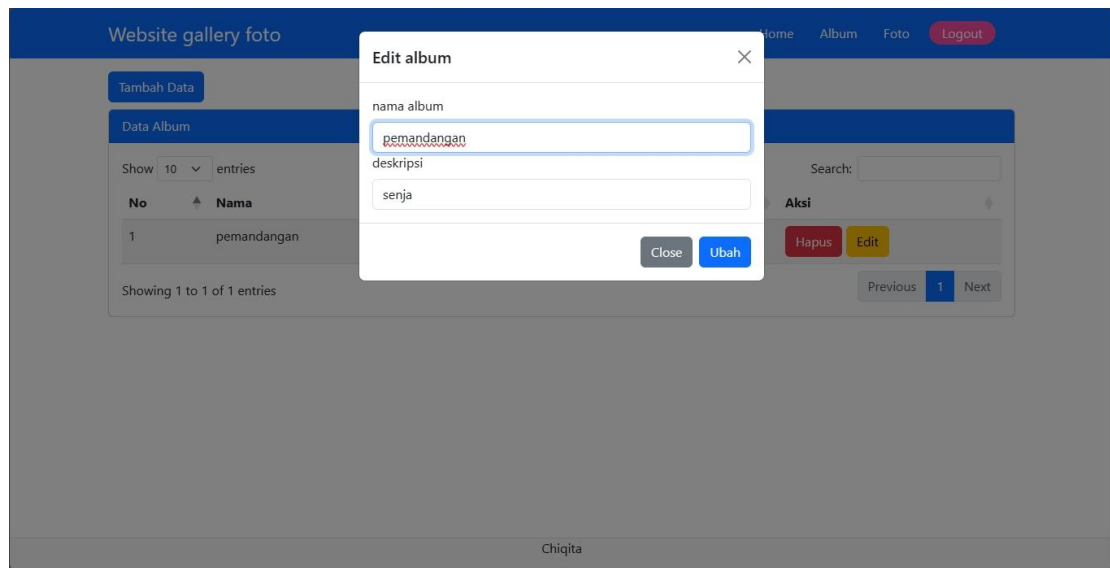 Website gallery foto
Home Album Foto Logout
Edit album
Tambah Data
nama album
Data Album
pemandangan
deskripsi
Show 10 entries
Search:
senja
No Nama Aksi
1 pemandangan Hapus Edit
Close Ubah
Showing 1 to 1 of 1 entries
Previous 1 Next
Chiqita